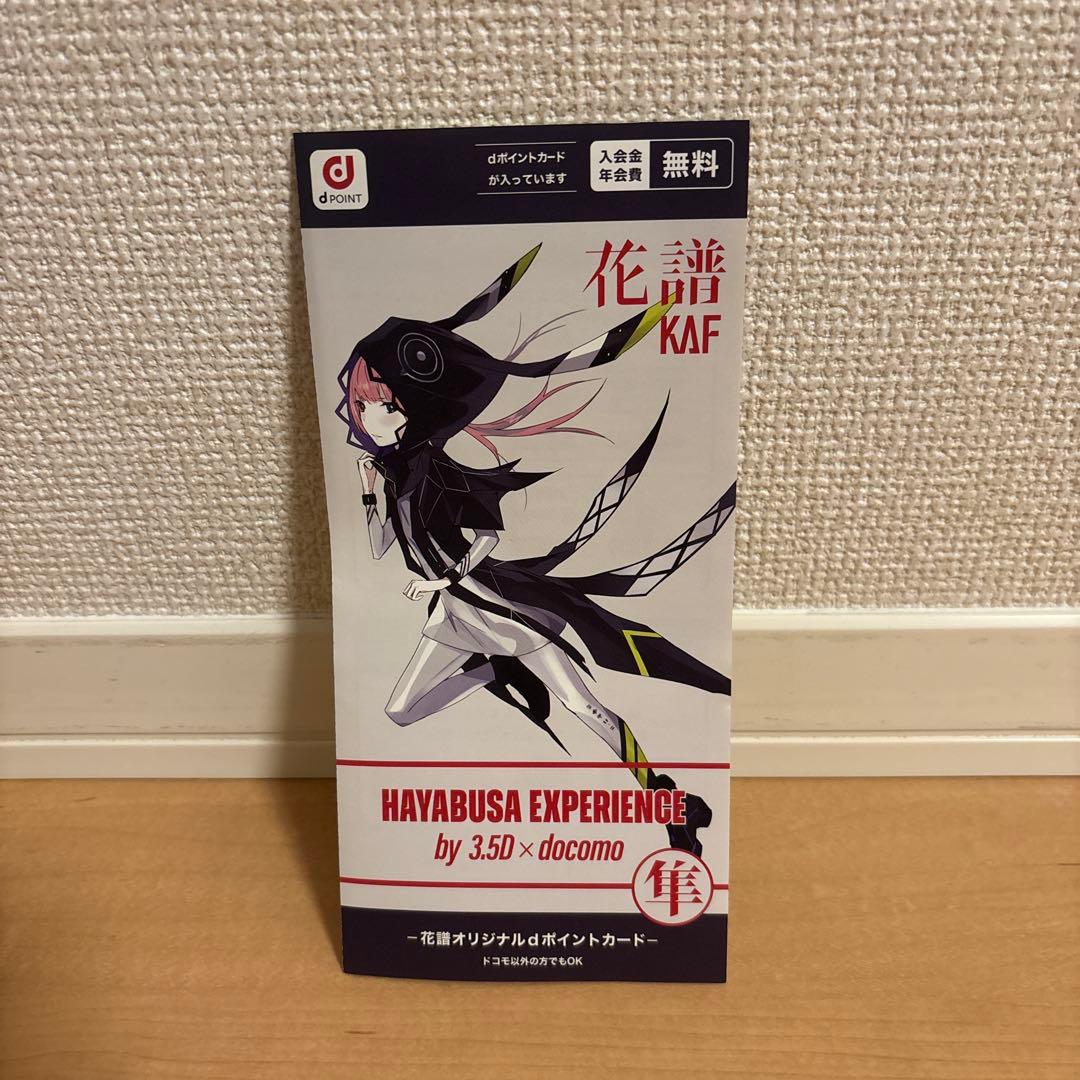 d
d POINT
dポイントカード
が入っています
入会金
年会費
無料
花譜
KAF
HAYABUSA EXPERIENCE
by 3.5D×docomo
隼
−花譜オリジナルdポイントカード−
ドコモ以外の方でもOK